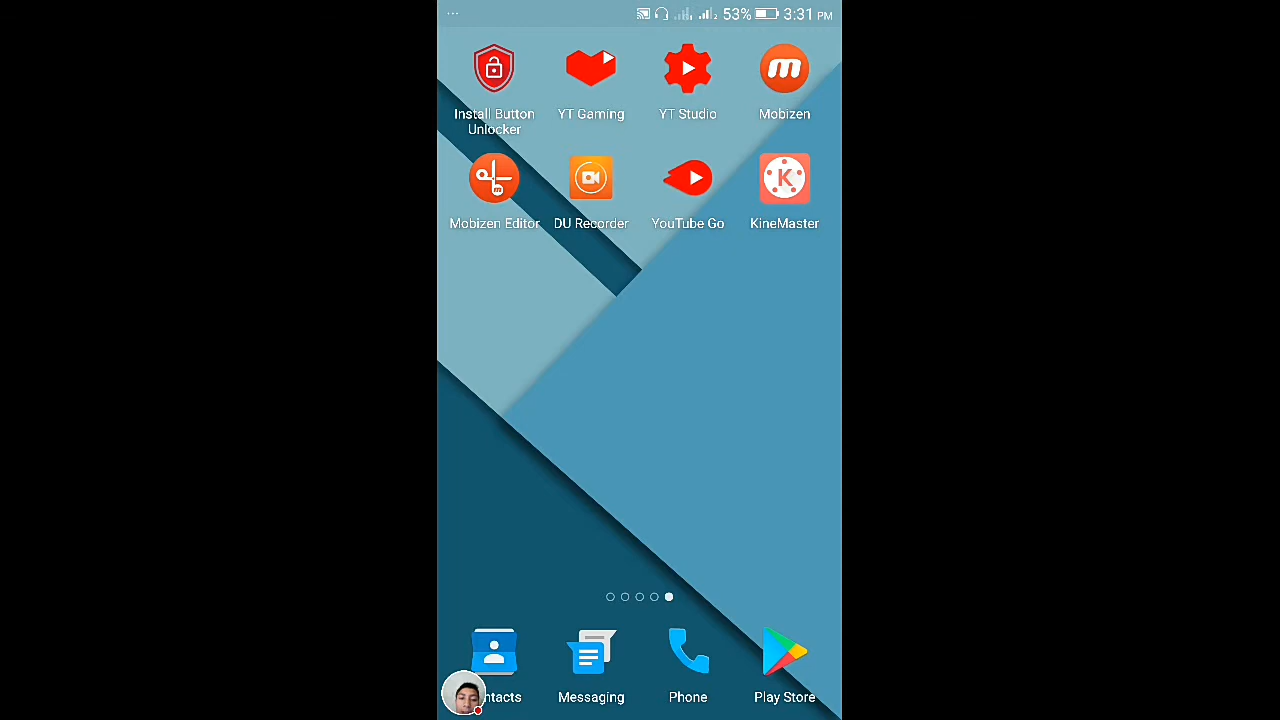 ... 2 53% 3:31 PM
Install Button Unlocker YT Gaming YT Studio Mobizen
Mobizen Editor DU Recorder YouTube Go KineMaster
ntacts Messaging Phone Play Store